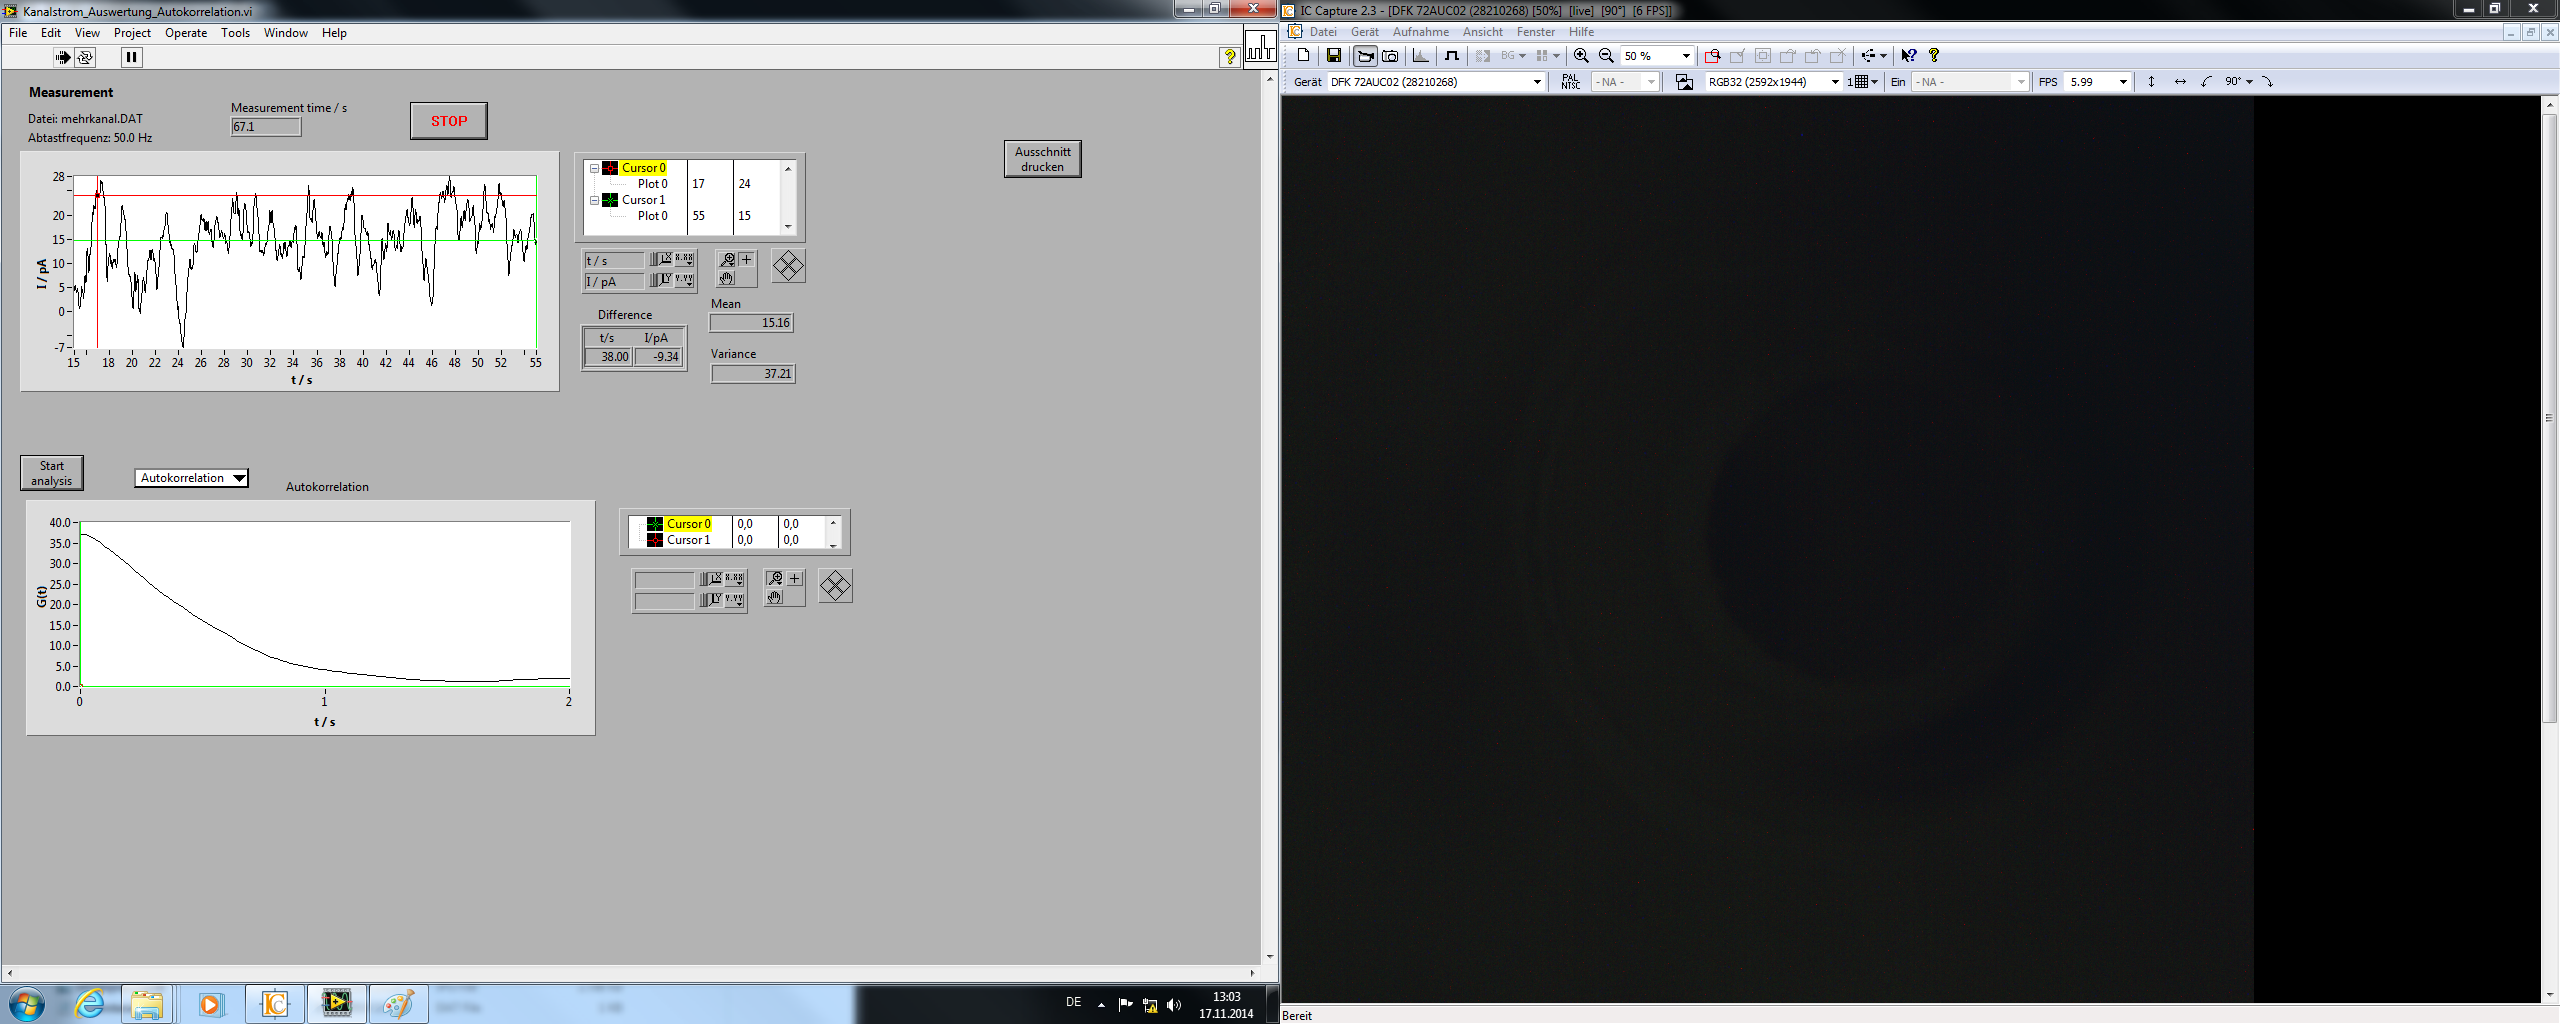 Kanalstrom_Auswertung_Autokorrelation.vi
File Edit View Project Operate Tools Window Help
Measurement
Datei: mehrkanal.DAT
Abtastfrequenz: 50.0 Hz
Measurement time / s
67.1
STOP
Ausschnitt
drucken
28
20
15
10
5
0
-7
I / pA
15 18 20 22 24 26 28 30 32 34 36 38 40 42 44 46 48 50 52 55
t / s
Cursor 0
Plot 0 17 24
Cursor 1
Plot 0 55 15
t / s
I / pA
Difference
t/s I/pA
38.00 -9.34
Mean
15.16
Variance
37.21
Start
analysis
Autokorrelation
Autokorrelation
40.0
35.0
30.0
25.0
20.0
15.0
10.0
5.0
0.0
G(t)
0 1 2
t / s
Cursor 0 0,0 0,0
Cursor 1 0,0 0,0
DE
13:03
17.11.2014
IC Capture 2.3 - [DFK 72AUC02 (28210268) [50%] [live] [90°] [6 FPS]]
Datei Gerät Aufnahme Ansicht Fenster Hilfe
BG 50 %
Gerät DFK 72AUC02 (28210268) PAL NTSC - NA - RGB32 (2592x1944) 1 Ein - NA - FPS 5.99 90°
Bereit